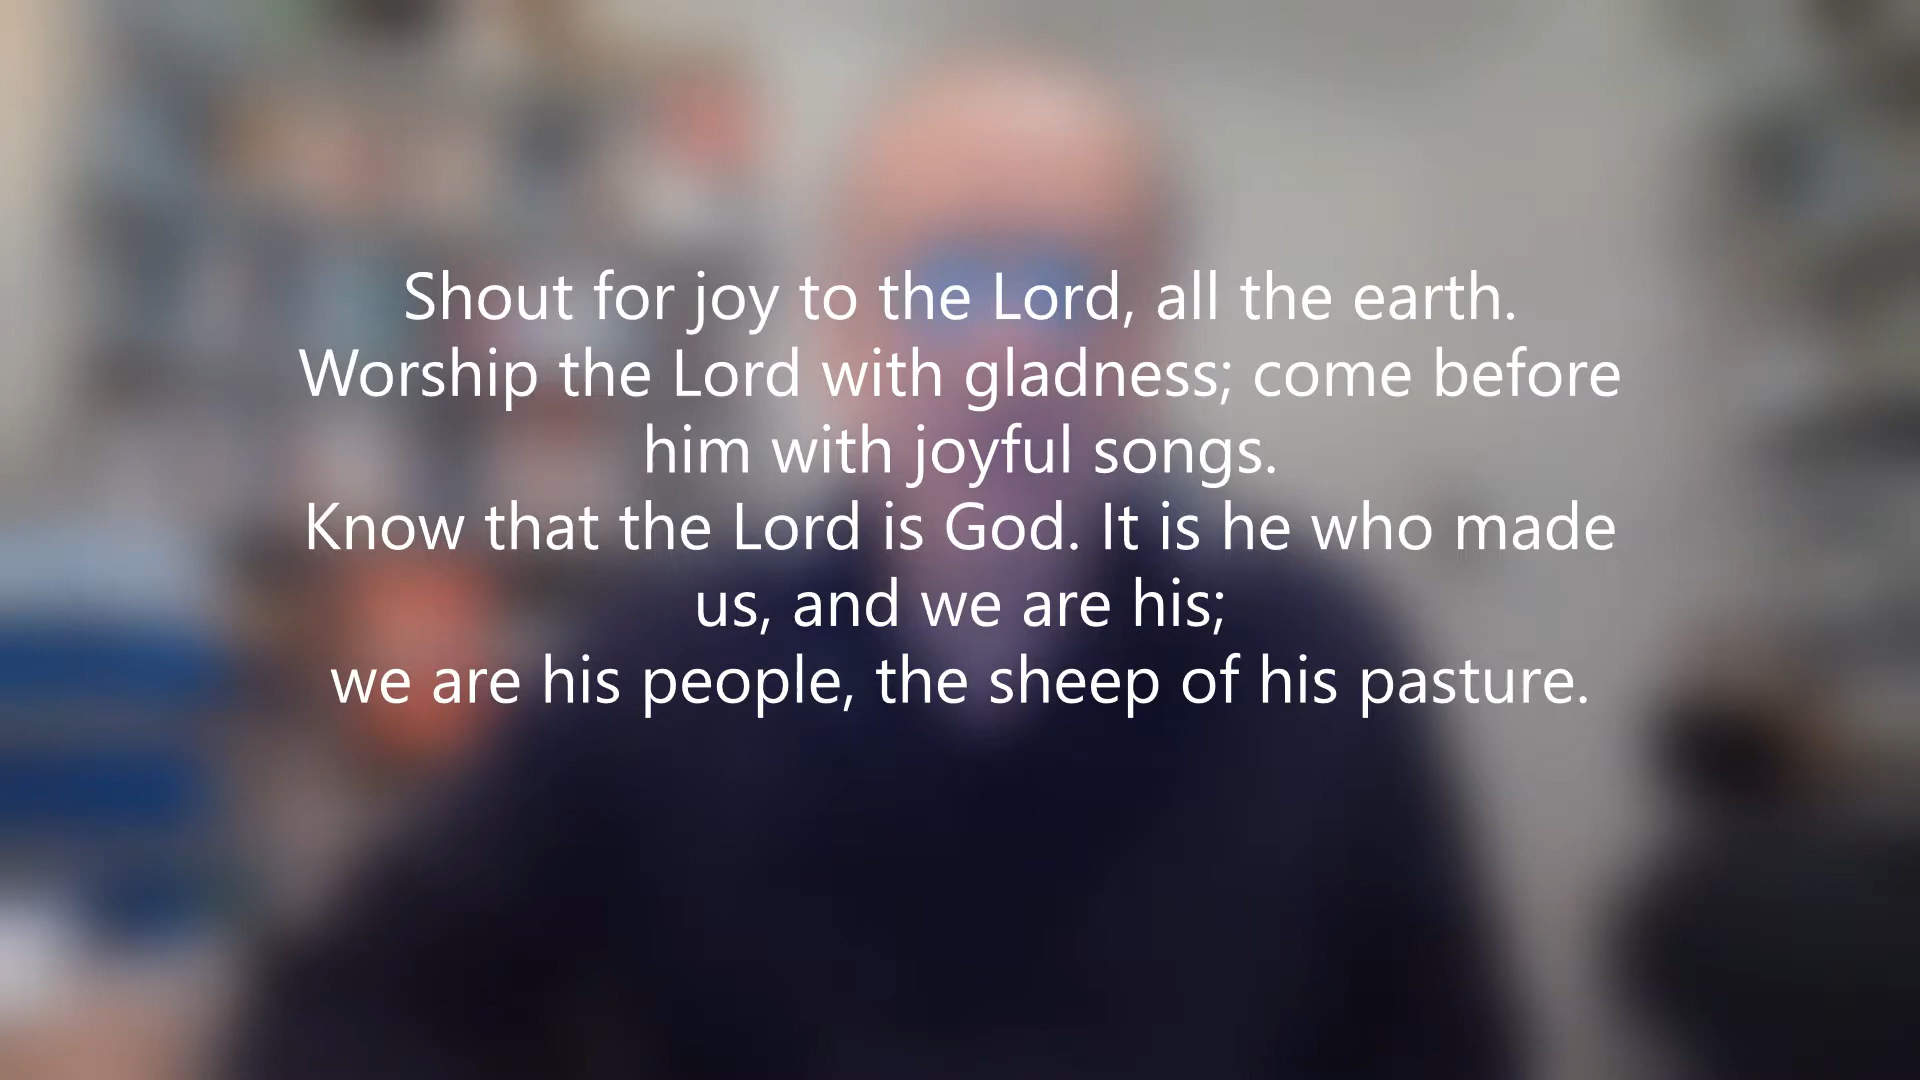 Shout for joy to the Lord, all the earth.
Worship the Lord with gladness; come before
him with joyful songs.
Know that the Lord is God. It is he who made
us, and we are his;
we are his people, the sheep of his pasture.